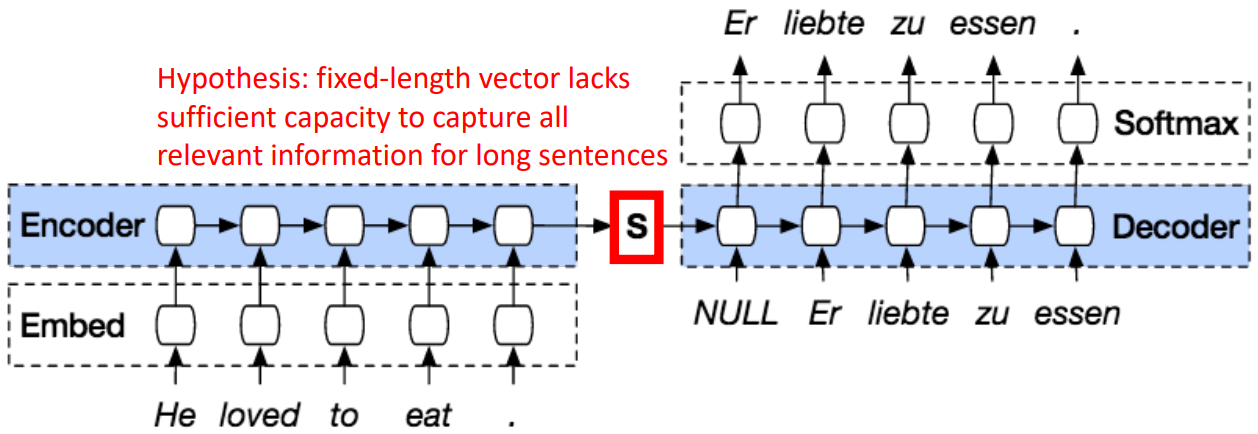 Er liebte zu essen .
Hypothesis: fixed-length vector lacks
sufficient capacity to capture all
relevant information for long sentences
Softmax
Encoder
S
Decoder
Embed
NULL Er liebte zu essen
He loved to eat .